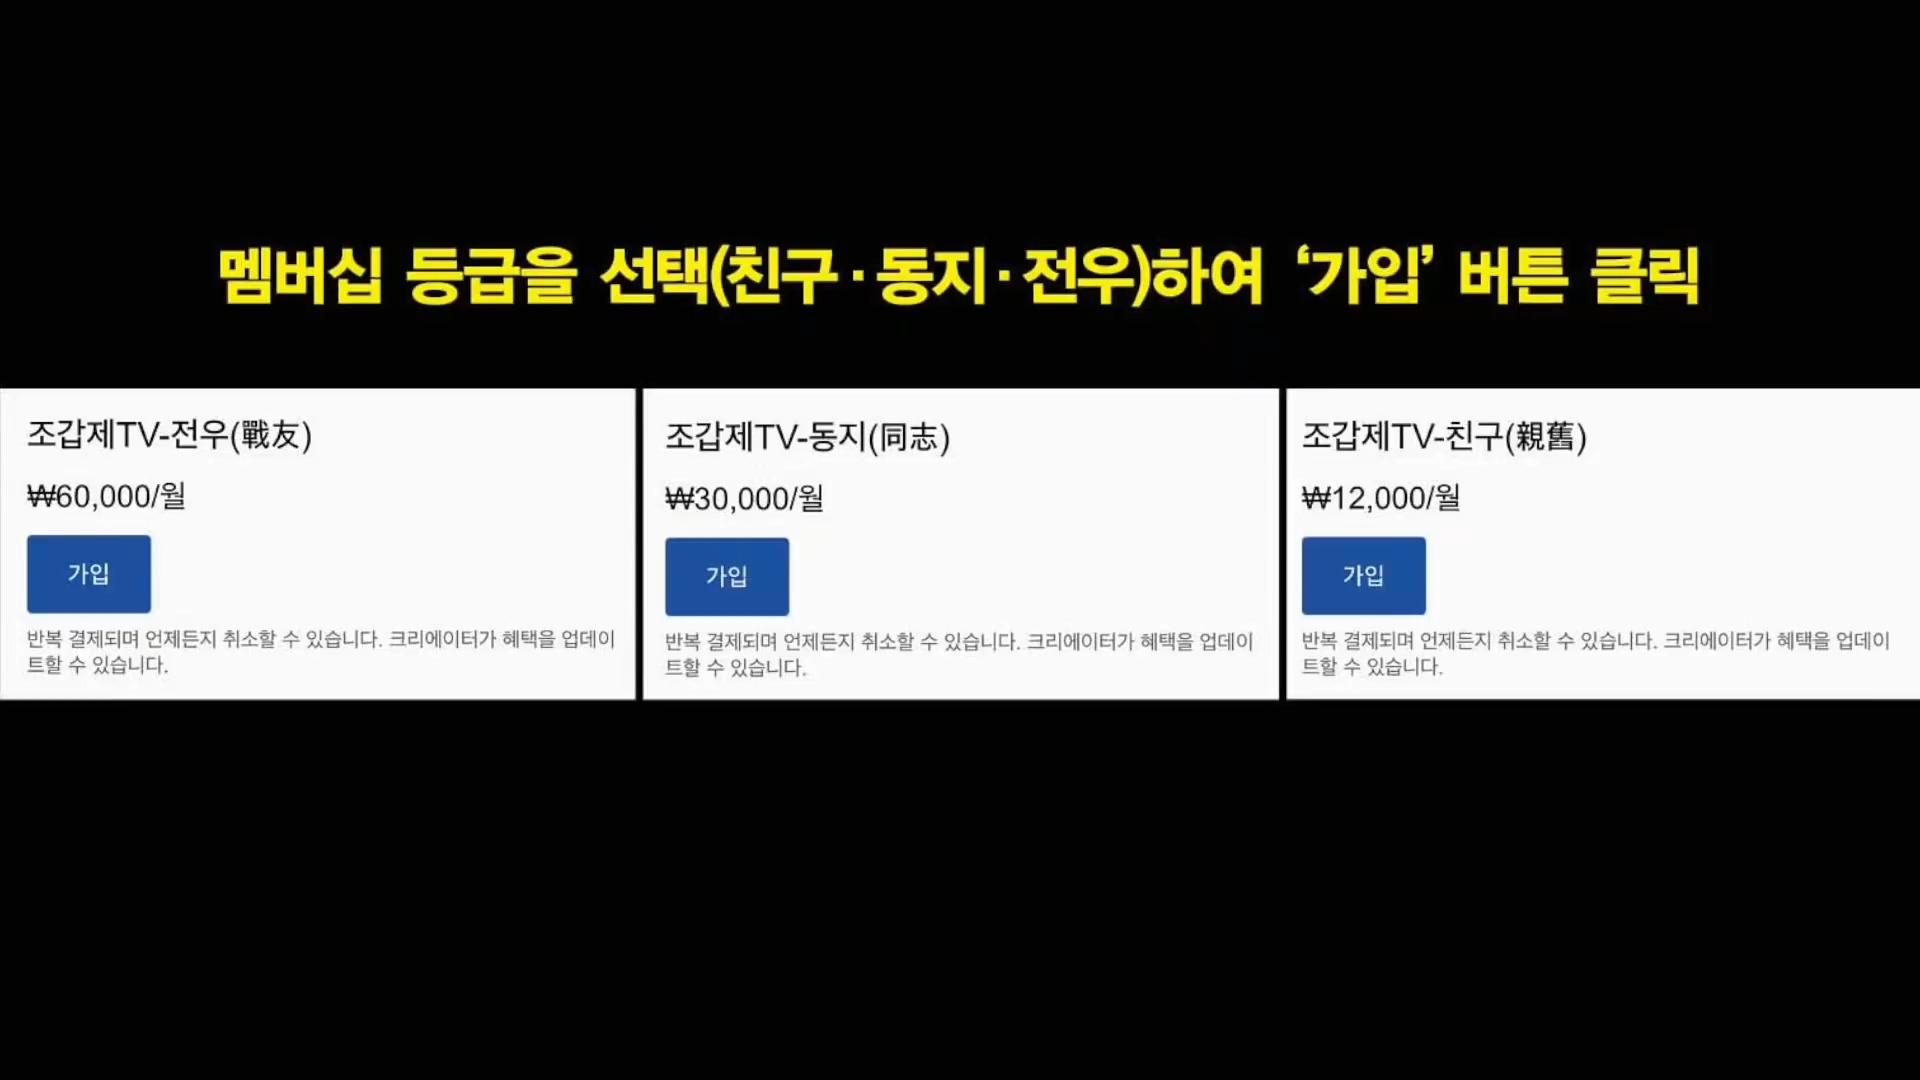 멤버십 등급을 선택(친구·동지·전우)하여 ‘가입’ 버튼 클릭
조갑제TV-전우(戰友)
₩60,000/월
가입
반복 결제되며 언제든지 취소할 수 있습니다. 크리에이터가 혜택을 업데이
트할 수 있습니다.
조갑제TV-동지(同志)
₩30,000/월
가입
반복 결제되며 언제든지 취소할 수 있습니다. 크리에이터가 혜택을 업데이
트할 수 있습니다.
조갑제TV-친구(親舊)
₩12,000/월
가입
반복 결제되며 언제든지 취소할 수 있습니다. 크리에이터가 혜택을 업데이
트할 수 있습니다.